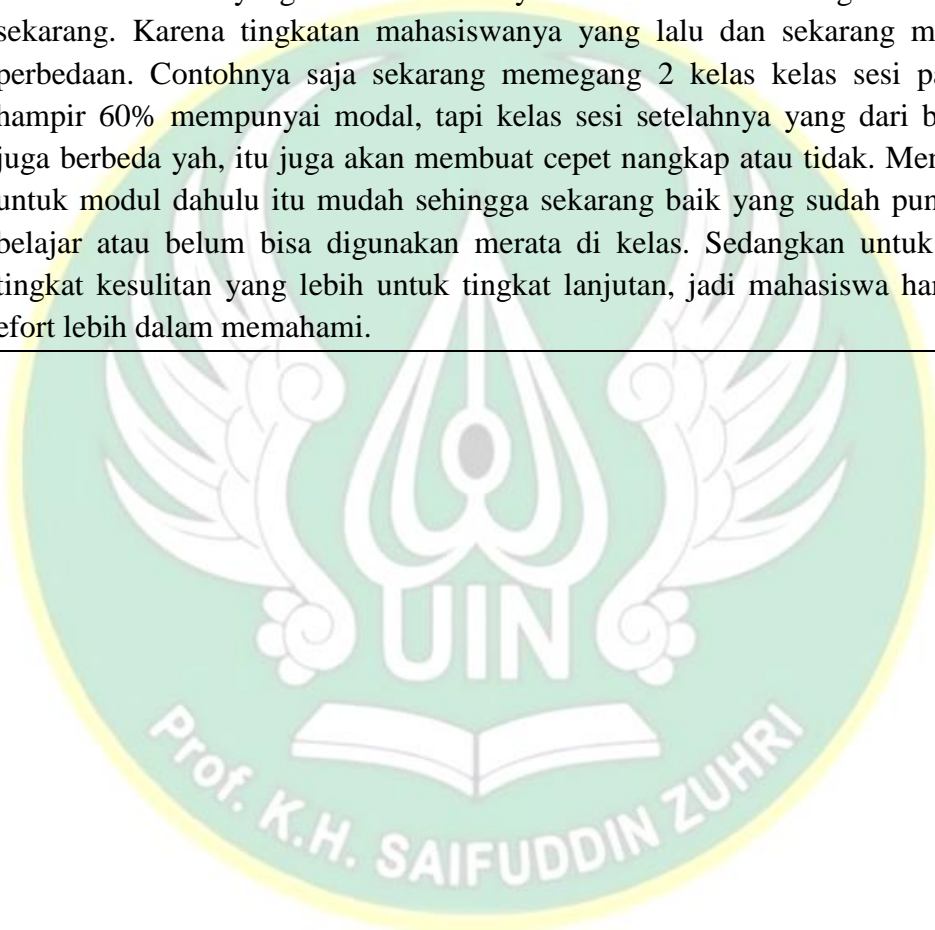 sekarang. Karena tingkatan mahasiswanya yang lalu dan sekarang m
perbedaan. Contohnya saja sekarang memegang 2 kelas kelas sesi pa
hampir 60% mempunyai modal, tapi kelas sesi setelahnya yang dari b
juga berbeda yah, itu juga akan membuat cepet nangkap atau tidak. Men
untuk modul dahulu itu mudah sehingga sekarang baik yang sudah pun
belajar atau belum bisa digunakan merata di kelas. Sedangkan untuk
tingkat kesulitan yang lebih untuk tingkat lanjutan, jadi mahasiswa har
efort lebih dalam memahami.
UIN
Prof. K.H. SAIFUDDIN ZUHRI